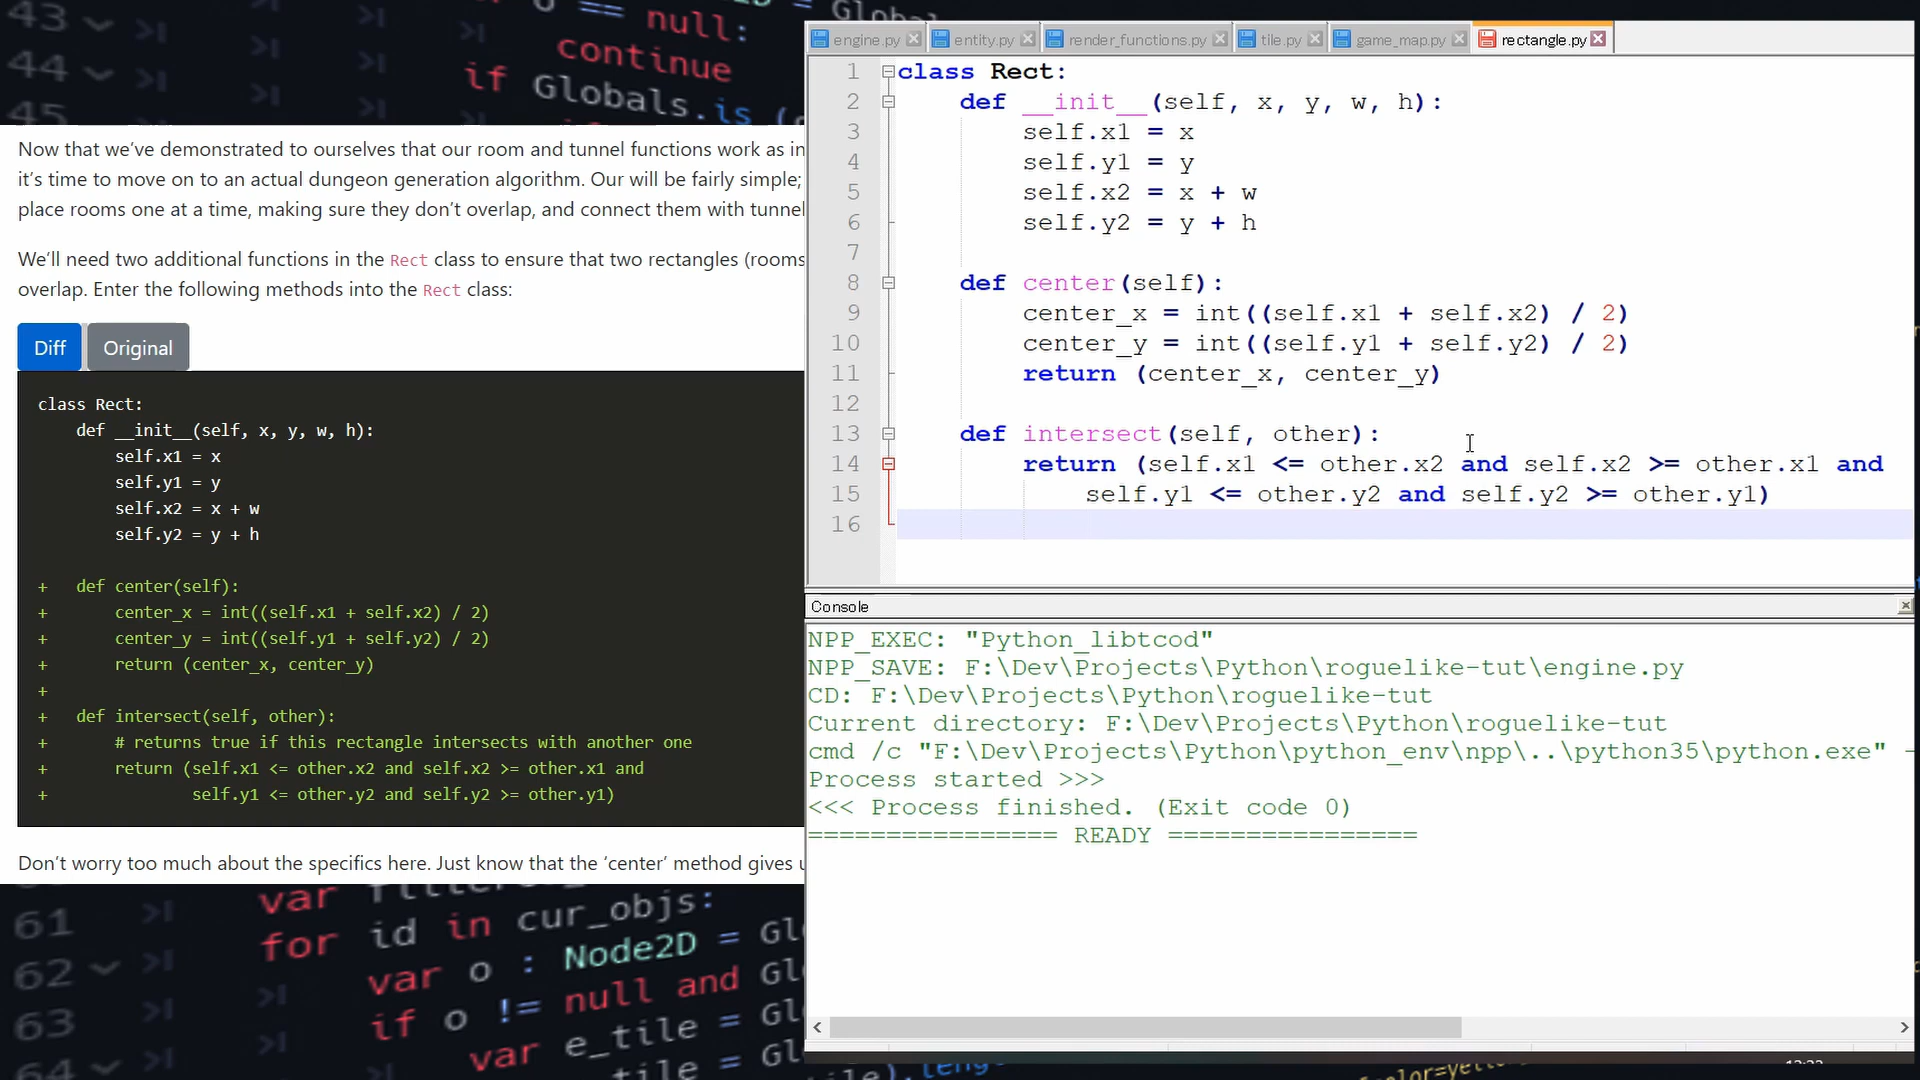 43
== null:
continue
44
if Globals.is
45
Now that we've demonstrated to ourselves that our room and tunnel functions work as in
it's time to move on to an actual dungeon generation algorithm. Our will be fairly simple;
place rooms one at a time, making sure they don't overlap, and connect them with tunnel
We'll need two additional functions in the Rect class to ensure that two rectangles (rooms
overlap. Enter the following methods into the Rect class:
Diff Original
class Rect:
def __init__(self, x, y, w, h):
self.x1 = x
self.y1 = y
self.x2 = x + w
self.y2 = y + h
+ def center(self):
+ center_x = int((self.x1 + self.x2) / 2)
+ center_y = int((self.y1 + self.y2) / 2)
+ return (center_x, center_y)
+
+ def intersect(self, other):
+ # returns true if this rectangle intersects with another one
+ return (self.x1 <= other.x2 and self.x2 >= other.x1 and
+ self.y1 <= other.y2 and self.y2 >= other.y1)
Don't worry too much about the specifics here. Just know that the 'center' method gives u
61 var
for id in cur_objs:
62 var o : Node2D = Glo
63 if o != null and Gl
var e_tile = Gl
64
engine.py entity.py render_functions.py tile.py game_map.py rectangle.py
1 class Rect:
2 def __init__(self, x, y, w, h):
3 self.x1 = x
4 self.y1 = y
5 self.x2 = x + w
6 self.y2 = y + h
7
8 def center(self):
9 center_x = int((self.x1 + self.x2) / 2)
10 center_y = int((self.y1 + self.y2) / 2)
11 return (center_x, center_y)
12
13 def intersect(self, other):
14 return (self.x1 <= other.x2 and self.x2 >= other.x1 and
15 self.y1 <= other.y2 and self.y2 >= other.y1)
16
Console
NPP_EXEC: "Python_libtcod"
NPP_SAVE: F:\Dev\Projects\Python\roguelike-tut\engine.py
CD: F:\Dev\Projects\Python\roguelike-tut
Current directory: F:\Dev\Projects\Python\roguelike-tut
cmd /c "F:\Dev\Projects\Python\python_env\npp\..\python35\python.exe" -
Process started >>>
<<< Process finished. (Exit code 0)
================ READY ================